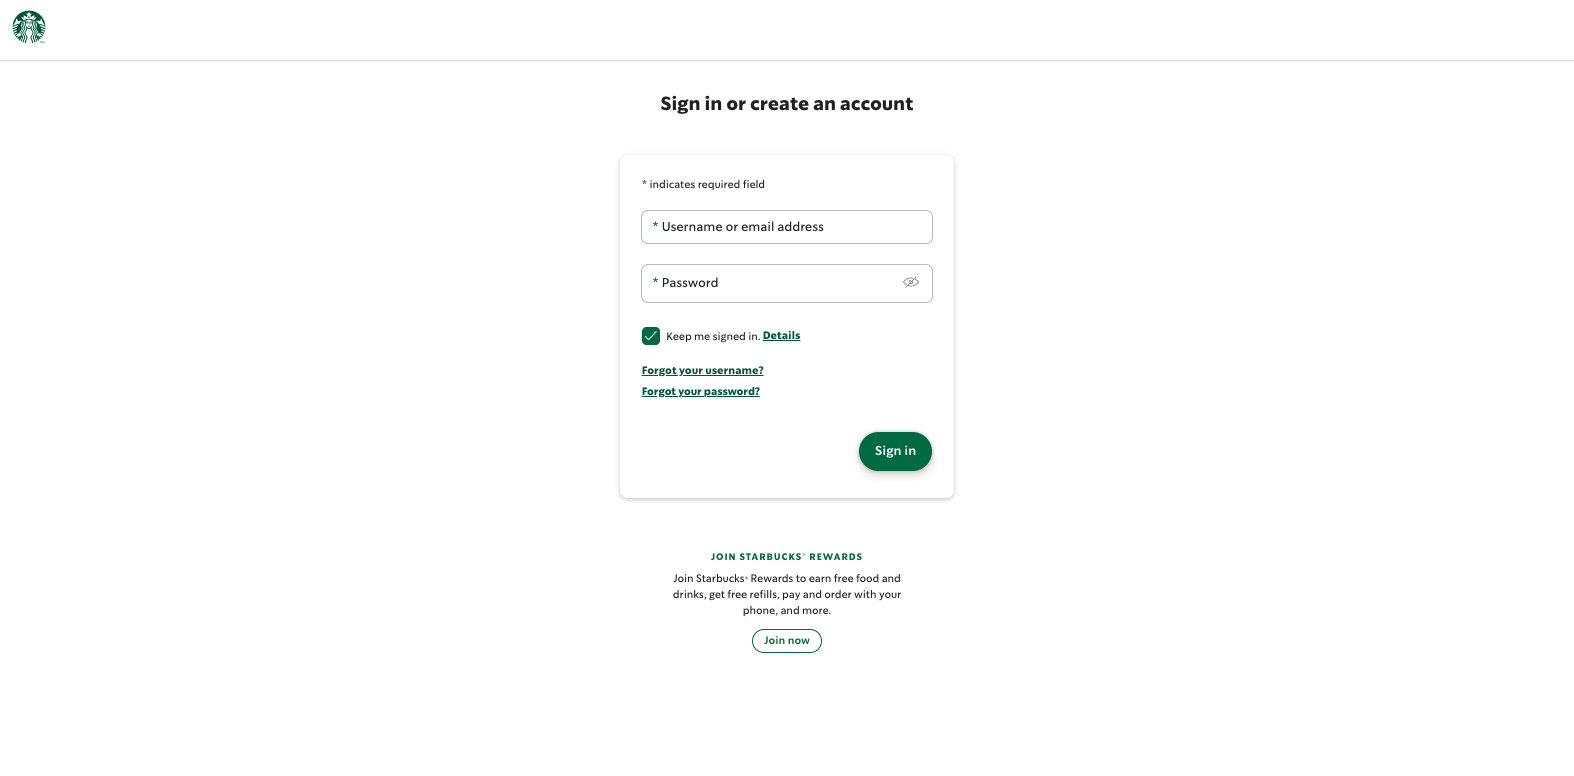 Sign in or create an account
* indicates required field
* Username or email address
* Password
Keep me signed in. Details
Forgot your username?
Forgot your password?
Sign in
JOIN STARBUCKS® REWARDS
Join Starbucks® Rewards to earn free food and
drinks, get free refills, pay and order with your
phone, and more.
Join now